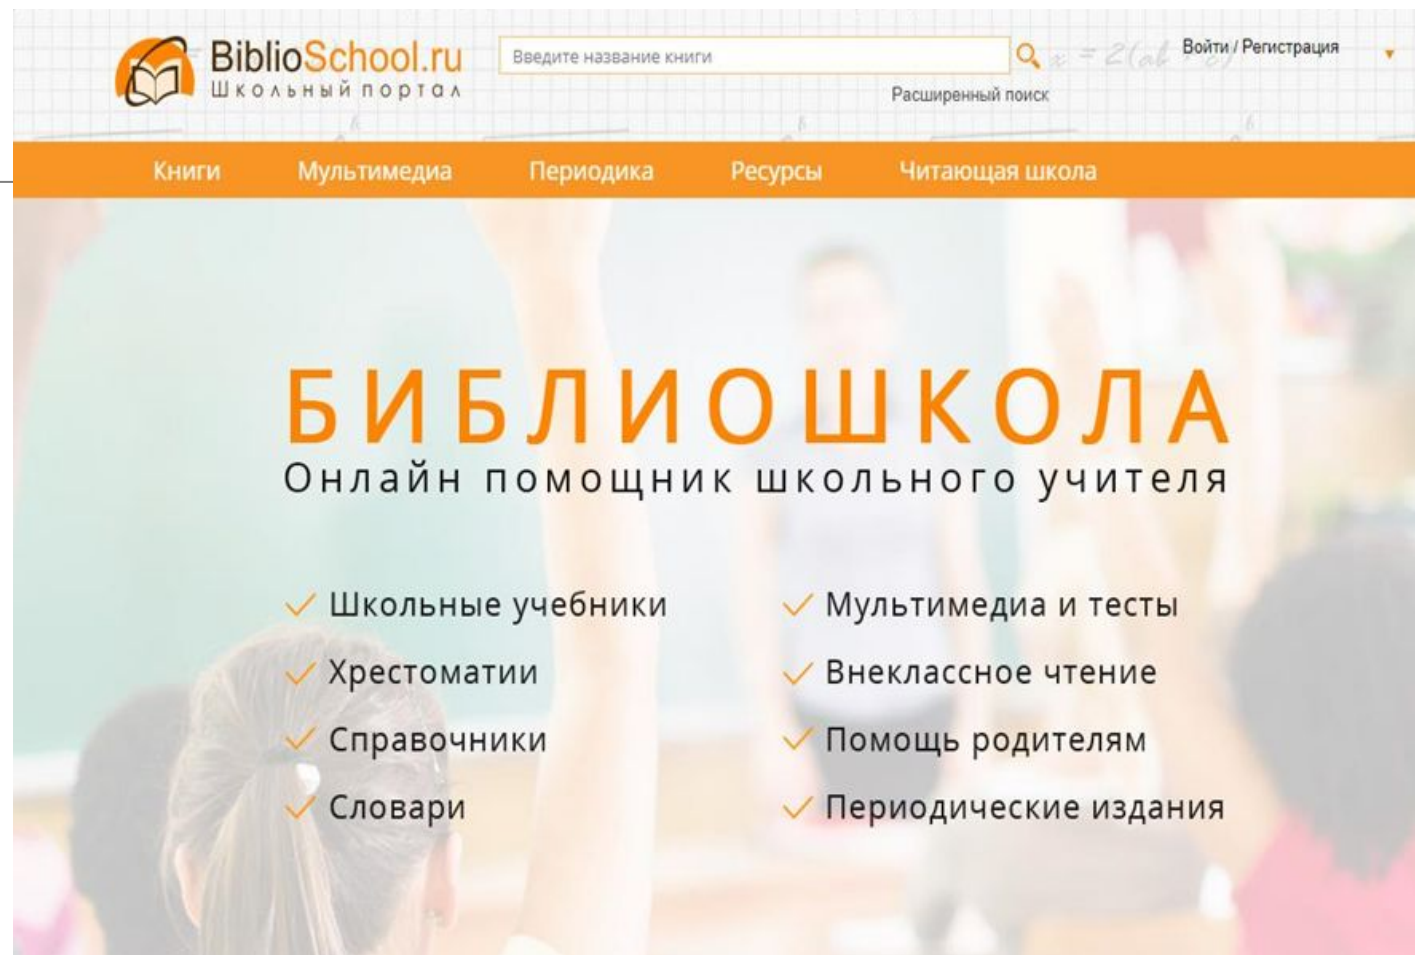 BiblioSchool.ru
Школьный портал
Введите название книги
Войти / Регистрация
Расширенный поиск
Книги Мультимедиа Периодика Ресурсы Читающая школа
БИБЛИОШКОЛА
Онлайн помощник школьного учителя
Школьные учебники
Хрестоматии
Справочники
Словари
Мультимедиа и тесты
Внеклассное чтение
Помощь родителям
Периодические издания